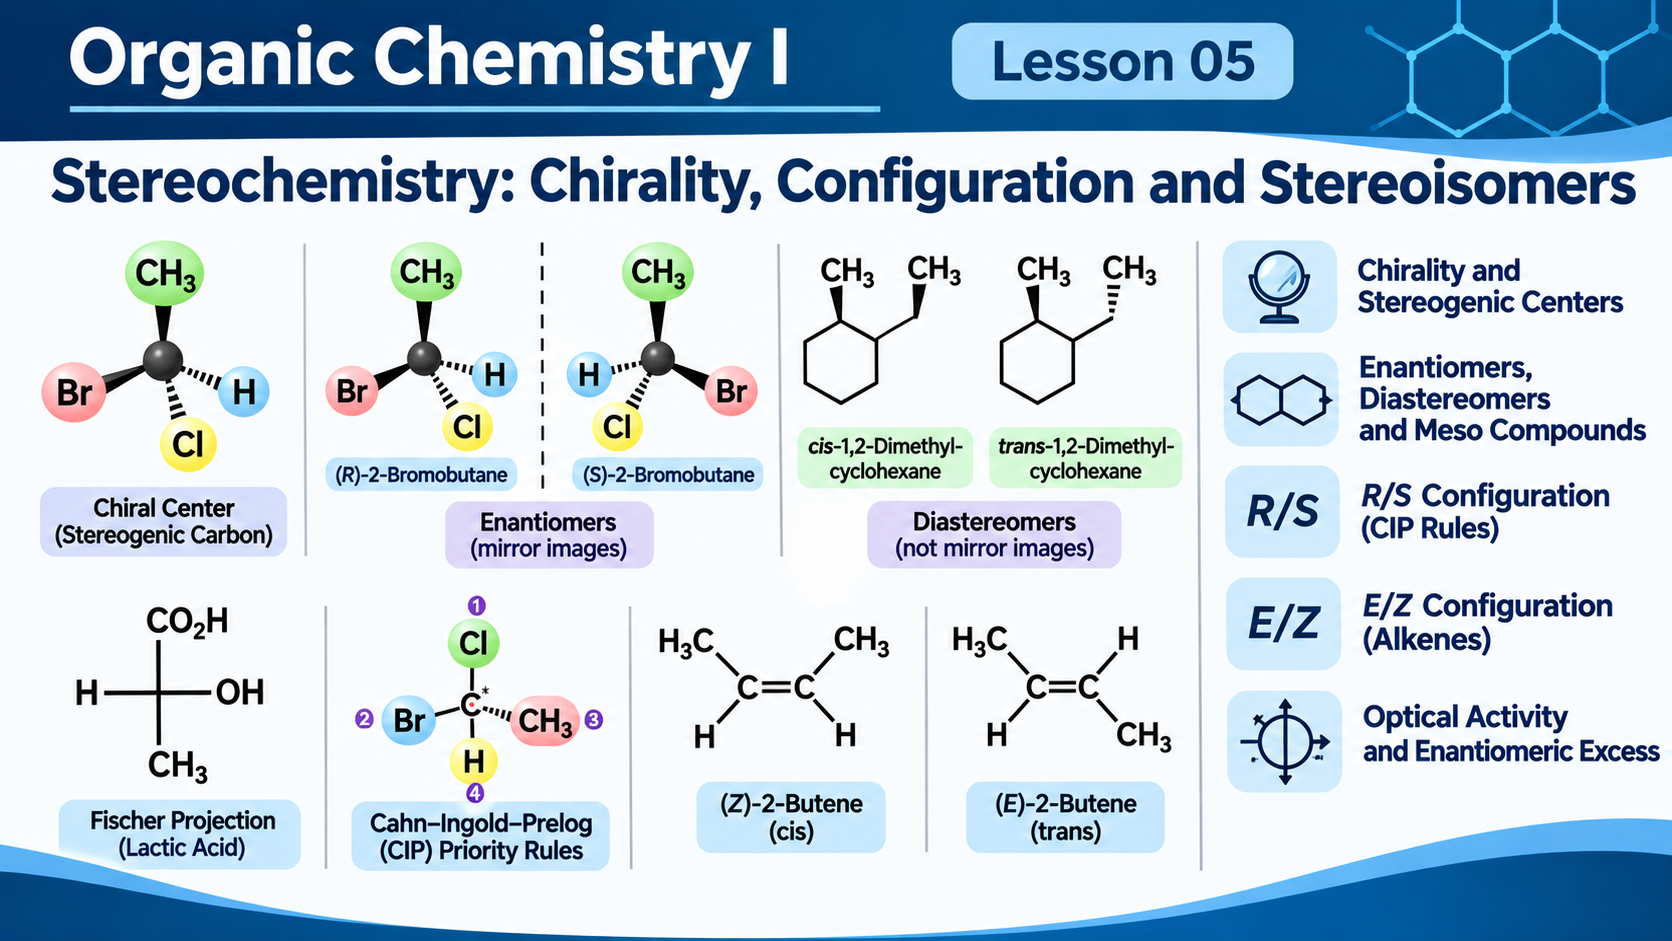 Organic Chemistry I
Lesson 05
Stereochemistry: Chirality, Configuration and Stereoisomers
CH₃
Br
H
Cl
Chiral Center
(Stereogenic Carbon)
CH₃
Br
H
Cl
(R)-2-Bromobutane
CH₃
H
Br
Cl
(S)-2-Bromobutane
Enantiomers
(mirror images)
CH₃
CH₃
cis-1,2-Dimethyl-
cyclohexane
CH₃
CH₃
trans-1,2-Dimethyl-
cyclohexane
Diastereomers
(not mirror images)
CO₂H
H
OH
CH₃
Fischer Projection
(Lactic Acid)
1
Cl
C*
2 Br
CH₃ 3
H
4
Cahn–Ingold–Prelog
(CIP) Priority Rules
H₃C
CH₃
C=C
H
H
(Z)-2-Butene
(cis)
H₃C
H
C=C
H
CH₃
(E)-2-Butene
(trans)
Chirality and
Stereogenic Centers
Enantiomers,
Diastereomers
and Meso Compounds
R/S
R/S Configuration
(CIP Rules)
E/Z
E/Z Configuration
(Alkenes)
Optical Activity
and Enantiomeric Excess